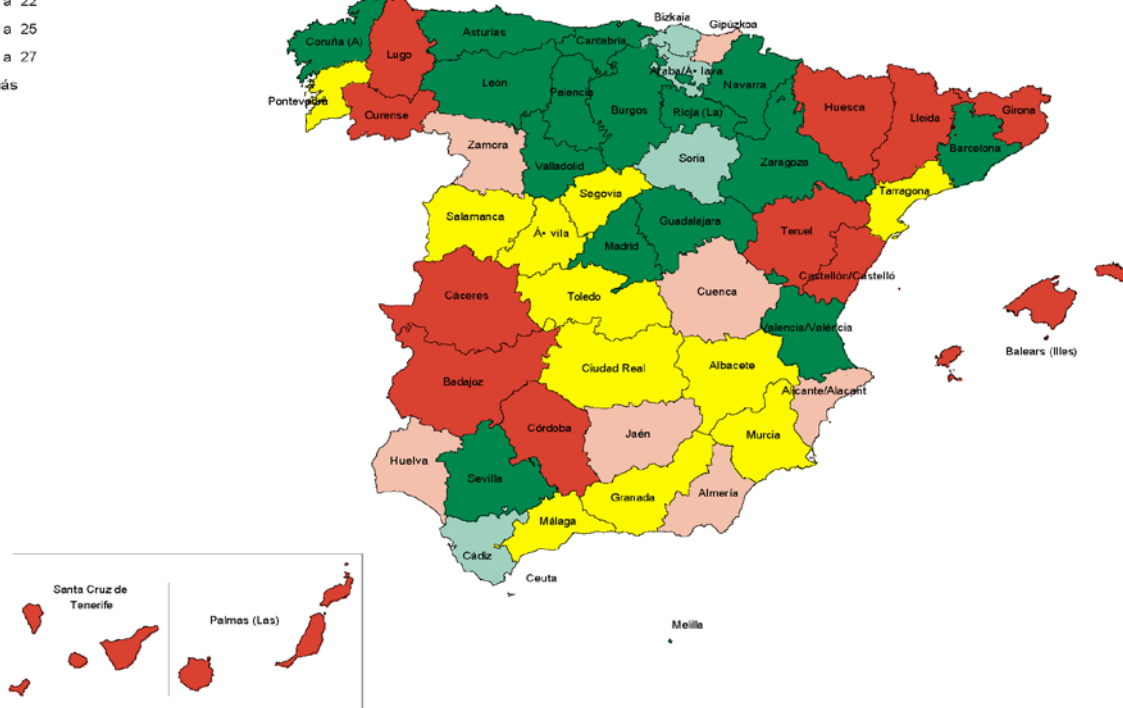 a 22
a 25
a 27
ás
Bizkaia
Gipúzkoa
Coruña (A)
Lugo
Asturias
Cantabria
Araba/Á• lava
Navarra
León
Palencia
Burgos
Rioja (La)
Huesca
Lleida
Girona
Pontevedra
Ourense
Zamora
Valladolid
Soria
Zaragoza
Barcelona
Tarragona
Segovia
Salamanca
Á• vila
Madrid
Guadalajara
Teruel
Castellón/Castelló
Cáceres
Toledo
Cuenca
Valencia/València
Balears (Illes)
Badajoz
Ciudad Real
Albacete
Alicante/Alacant
Córdoba
Jaén
Murcia
Huelva
Sevilla
Granada
Almería
Málaga
Cádiz
Ceuta
Melilla
Santa Cruz de
Tenerife
Palmas (Las)